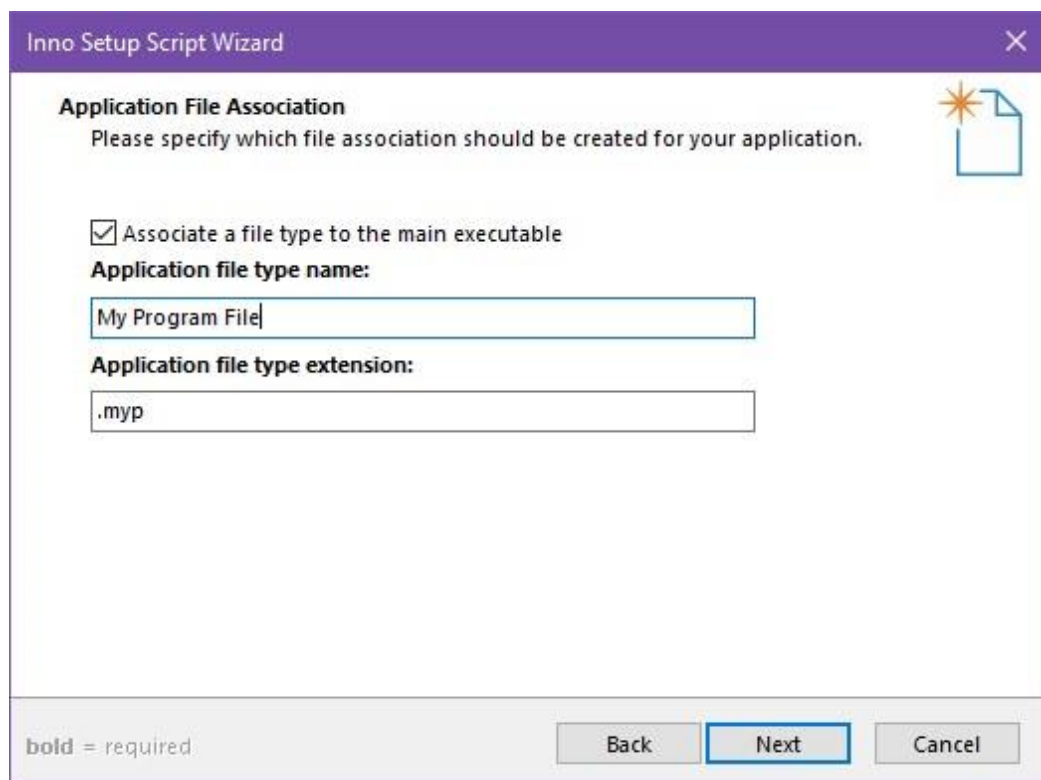 Inno Setup Script Wizard
Application File Association
Please specify which file association should be created for your application.
Associate a file type to the main executable
Application file type name:
My Program File
Application file type extension:
.myp
bold = required
Back
Next
Cancel